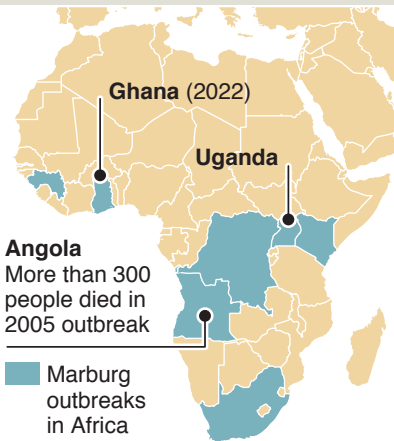 Ghana (2022)
Uganda
Angola
More than 300
people died in
2005 outbreak
Marburg
outbreaks
in Africa